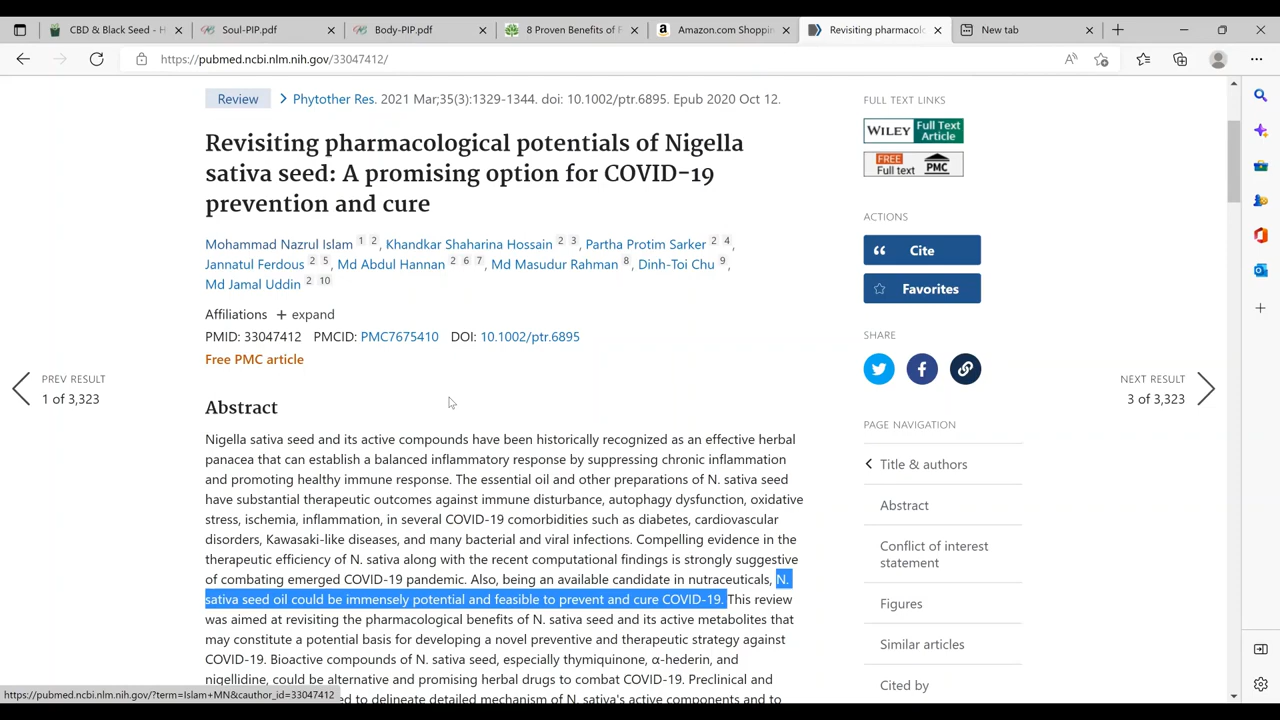 CBD & Black Seed - H
Soul-PIP.pdf
Body-PIP.pdf
8 Proven Benefits of F
Amazon.com Shoppin
Revisiting pharmacolo
New tab
https://pubmed.ncbi.nlm.nih.gov/33047412/
Review
Phytother Res. 2021 Mar;35(3):1329-1344. doi: 10.1002/ptr.6895. Epub 2020 Oct 12.
Revisiting pharmacological potentials of Nigella
sativa seed: A promising option for COVID-19
prevention and cure
Mohammad Nazrul Islam 1 2, Khandkar Shaharina Hossain 2 3, Partha Protim Sarker 2 4,
Jannatul Ferdous 2 5, Md Abdul Hannan 2 6 7, Md Masudur Rahman 8, Dinh-Toi Chu 9,
Md Jamal Uddin 2 10
Affiliations + expand
PMID: 33047412 PMCID: PMC7675410 DOI: 10.1002/ptr.6895
Free PMC article
PREV RESULT
1 of 3,323
Abstract
Nigella sativa seed and its active compounds have been historically recognized as an effective herbal
panacea that can establish a balanced inflammatory response by suppressing chronic inflammation
and promoting healthy immune response. The essential oil and other preparations of N. sativa seed
have substantial therapeutic outcomes against immune disturbance, autophagy dysfunction, oxidative
stress, ischemia, inflammation, in several COVID-19 comorbidities such as diabetes, cardiovascular
disorders, Kawasaki-like diseases, and many bacterial and viral infections. Compelling evidence in the
therapeutic efficiency of N. sativa along with the recent computational findings is strongly suggestive
of combating emerged COVID-19 pandemic. Also, being an available candidate in nutraceuticals, N.
sativa seed oil could be immensely potential and feasible to prevent and cure COVID-19. This review
was aimed at revisiting the pharmacological benefits of N. sativa seed and its active metabolites that
may constitute a potential basis for developing a novel preventive and therapeutic strategy against
COVID-19. Bioactive compounds of N. sativa seed, especially thymiquinone, α-hederin, and
nigellidine, could be alternative and promising herbal drugs to combat COVID-19. Preclinical and
ed to delineate detailed mechanism of N. sativa's active components and to
https://pubmed.ncbi.nlm.nih.gov/?term=Islam+MN&cauthor_id=33047412
FULL TEXT LINKS
WILEY Full Text
Article
FREE
Full text PMC
ACTIONS
Cite
Favorites
SHARE
NEXT RESULT
3 of 3,323
PAGE NAVIGATION
Title & authors
Abstract
Conflict of interest
statement
Figures
Similar articles
Cited by